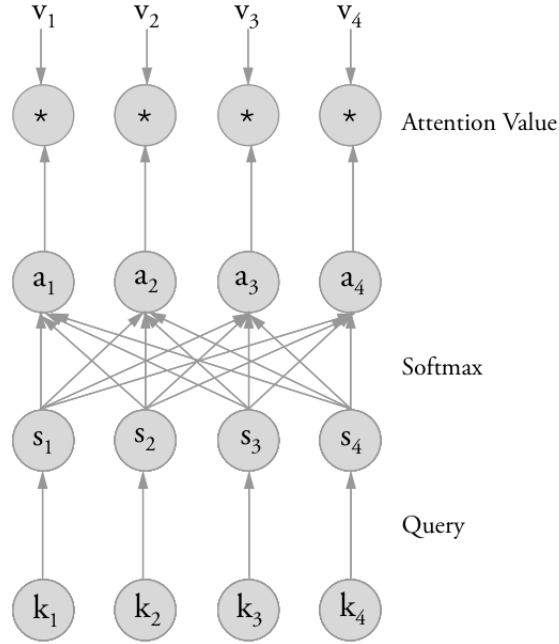 v1 v2 v3 v4
* * * * Attention Value
a1 a2 a3 a4
Softmax
s1 s2 s3 s4
Query
k1 k2 k3 k4